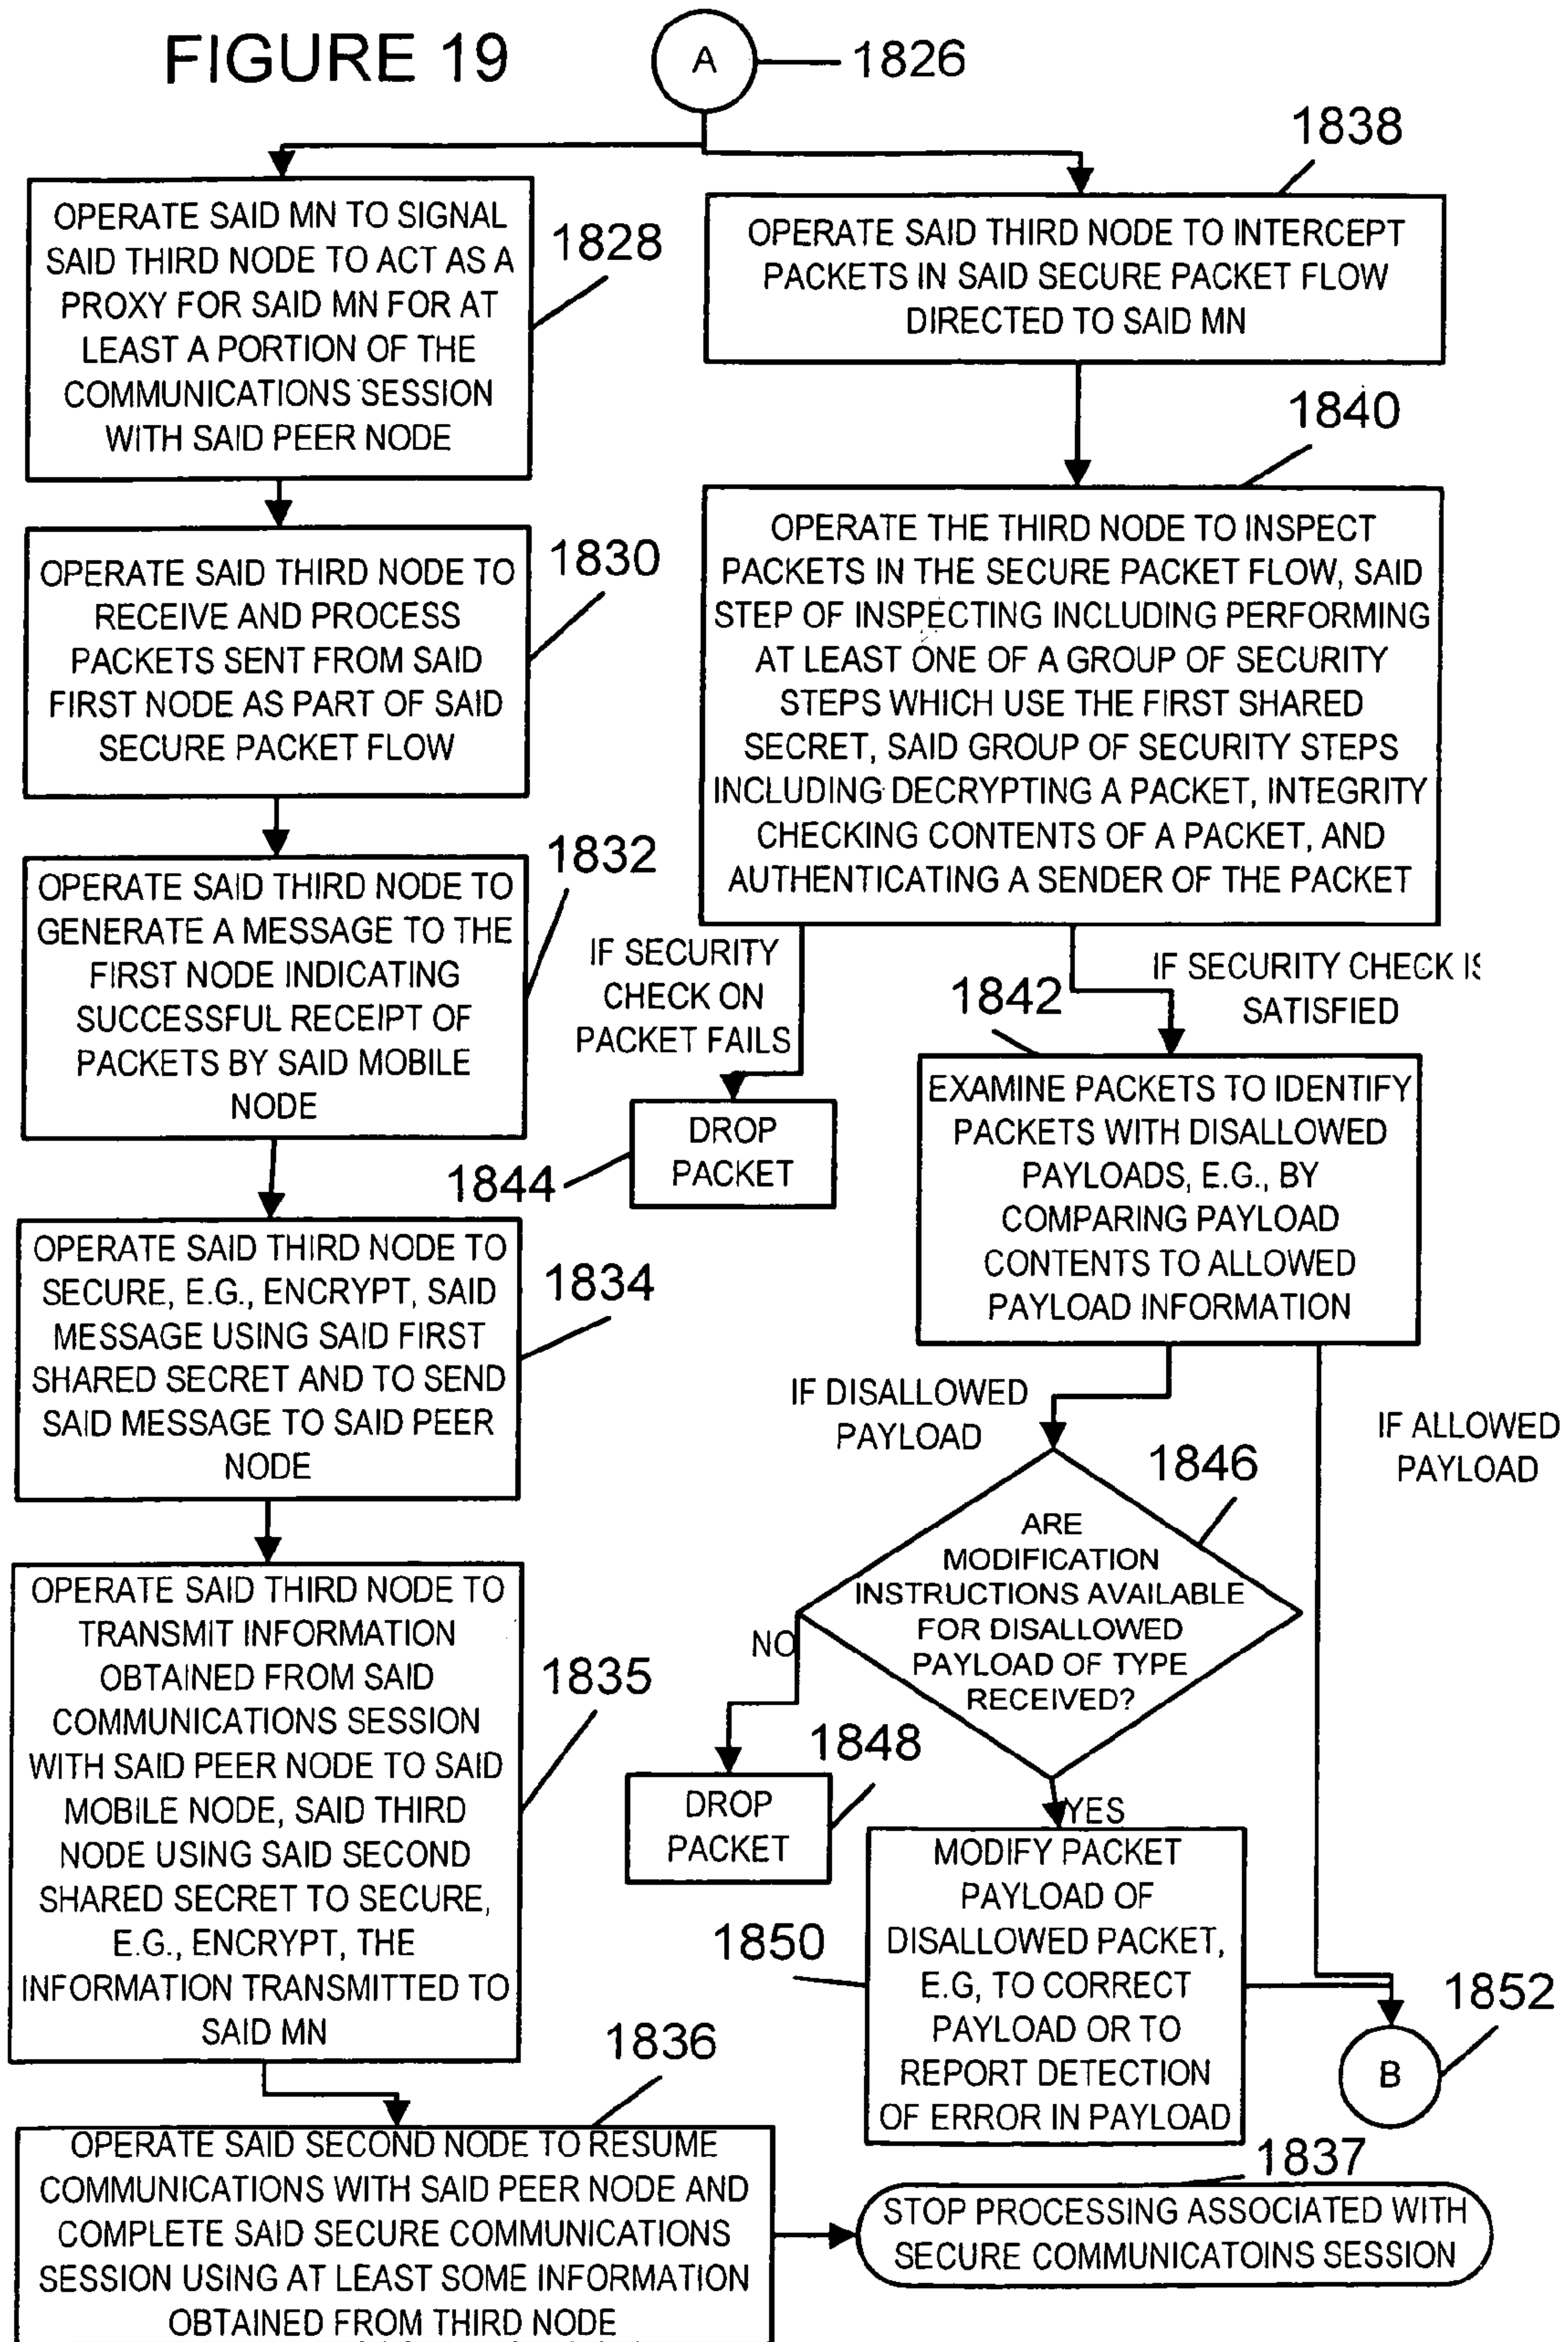 FIGURE 19
A
1826
OPERATE SAID MN TO SIGNAL
SAID THIRD NODE TO ACT AS A
PROXY FOR SAID MN FOR AT
LEAST A PORTION OF THE
COMMUNICATIONS SESSION
WITH SAID PEER NODE
1828
OPERATE SAID THIRD NODE TO
RECEIVE AND PROCESS
PACKETS SENT FROM SAID
FIRST NODE AS PART OF SAID
SECURE PACKET FLOW
1830
OPERATE SAID THIRD NODE TO
GENERATE A MESSAGE TO THE
FIRST NODE INDICATING
SUCCESSFUL RECEIPT OF
PACKETS BY SAID MOBILE
NODE
1832
OPERATE SAID THIRD NODE TO
SECURE, E.G., ENCRYPT, SAID
MESSAGE USING SAID FIRST
SHARED SECRET AND TO SEND
SAID MESSAGE TO SAID PEER
NODE
1834
OPERATE SAID THIRD NODE TO
TRANSMIT INFORMATION
OBTAINED FROM SAID
COMMUNICATIONS SESSION
WITH SAID PEER NODE TO SAID
MOBILE NODE, SAID THIRD
NODE USING SAID SECOND
SHARED SECRET TO SECURE,
E.G., ENCRYPT, THE
INFORMATION TRANSMITTED TO
SAID MN
1835
1836
OPERATE SAID SECOND NODE TO RESUME
COMMUNICATIONS WITH SAID PEER NODE AND
COMPLETE SAID SECURE COMMUNICATIONS
SESSION USING AT LEAST SOME INFORMATION
OBTAINED FROM THIRD NODE
1837
STOP PROCESSING ASSOCIATED WITH
SECURE COMMUNICATOINS SESSION
1838
OPERATE SAID THIRD NODE TO INTERCEPT
PACKETS IN SAID SECURE PACKET FLOW
DIRECTED TO SAID MN
1840
OPERATE THE THIRD NODE TO INSPECT
PACKETS IN THE SECURE PACKET FLOW, SAID
STEP OF INSPECTING INCLUDING PERFORMING
AT LEAST ONE OF A GROUP OF SECURITY
STEPS WHICH USE THE FIRST SHARED
SECRET, SAID GROUP OF SECURITY STEPS
INCLUDING DECRYPTING A PACKET, INTEGRITY
CHECKING CONTENTS OF A PACKET, AND
AUTHENTICATING A SENDER OF THE PACKET
IF SECURITY
CHECK ON
PACKET FAILS
1844
DROP
PACKET
IF SECURITY CHECK IS
SATISFIED
1842
EXAMINE PACKETS TO IDENTIFY
PACKETS WITH DISALLOWED
PAYLOADS, E.G., BY
COMPARING PAYLOAD
CONTENTS TO ALLOWED
PAYLOAD INFORMATION
IF DISALLOWED
PAYLOAD
IF ALLOWED
PAYLOAD
1846
ARE
MODIFICATION
INSTRUCTIONS AVAILABLE
FOR DISALLOWED
PAYLOAD OF TYPE
RECEIVED?
NO
1848
DROP
PACKET
YES
1850
MODIFY PACKET
PAYLOAD OF
DISALLOWED PACKET,
E.G, TO CORRECT
PAYLOAD OR TO
REPORT DETECTION
OF ERROR IN PAYLOAD
1852
B